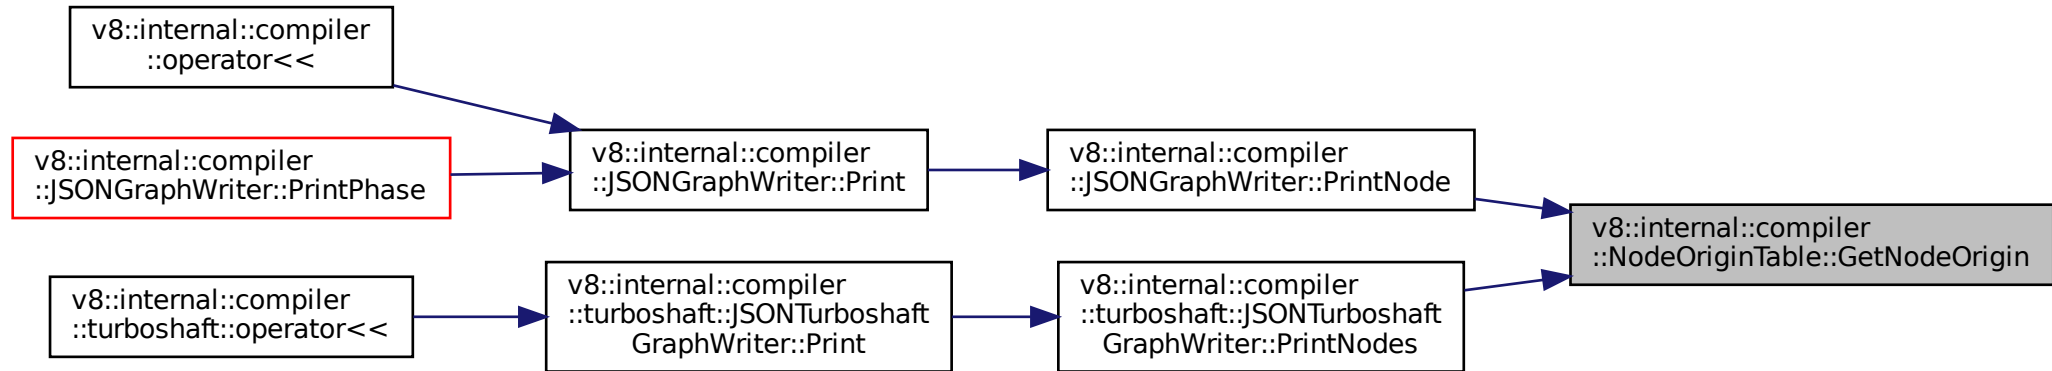 v8::internal::compiler
::operator<<
v8::internal::compiler
::JSONGraphWriter::PrintPhase
v8::internal::compiler
::JSONGraphWriter::Print
v8::internal::compiler
::JSONGraphWriter::PrintNode
v8::internal::compiler
::NodeOriginTable::GetNodeOrigin
v8::internal::compiler
::turboshaft::operator<<
v8::internal::compiler
::turboshaft::JSONTurboshaft
GraphWriter::Print
v8::internal::compiler
::turboshaft::JSONTurboshaft
GraphWriter::PrintNodes